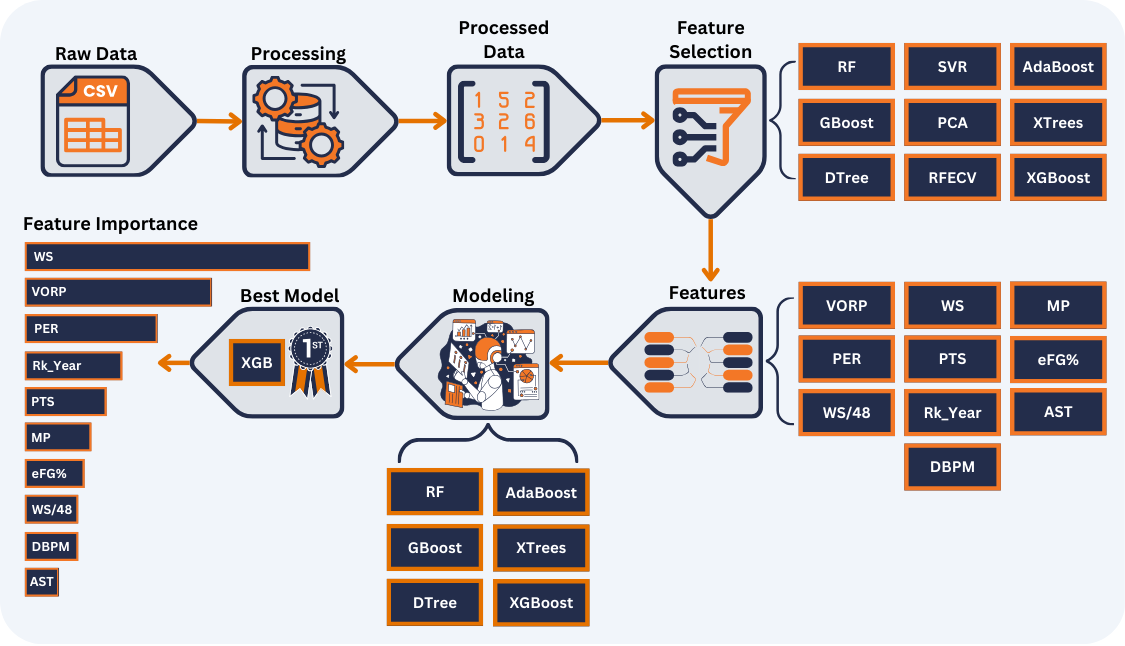 Raw Data
CSV
Processing
Processed
Data
1 5 2
3 2 6
0 1 4
Feature
Selection
RF
SVR
AdaBoost
GBoost
PCA
XTrees
DTree
RFECV
XGBoost
Feature Importance
WS
VORP
PER
Rk_Year
PTS
MP
eFG%
WS/48
DBPM
AST
Best Model
XGB
1ST
Modeling
RF
AdaBoost
GBoost
XTrees
DTree
XGBoost
Features
VORP
WS
MP
PER
PTS
eFG%
WS/48
Rk_Year
AST
DBPM